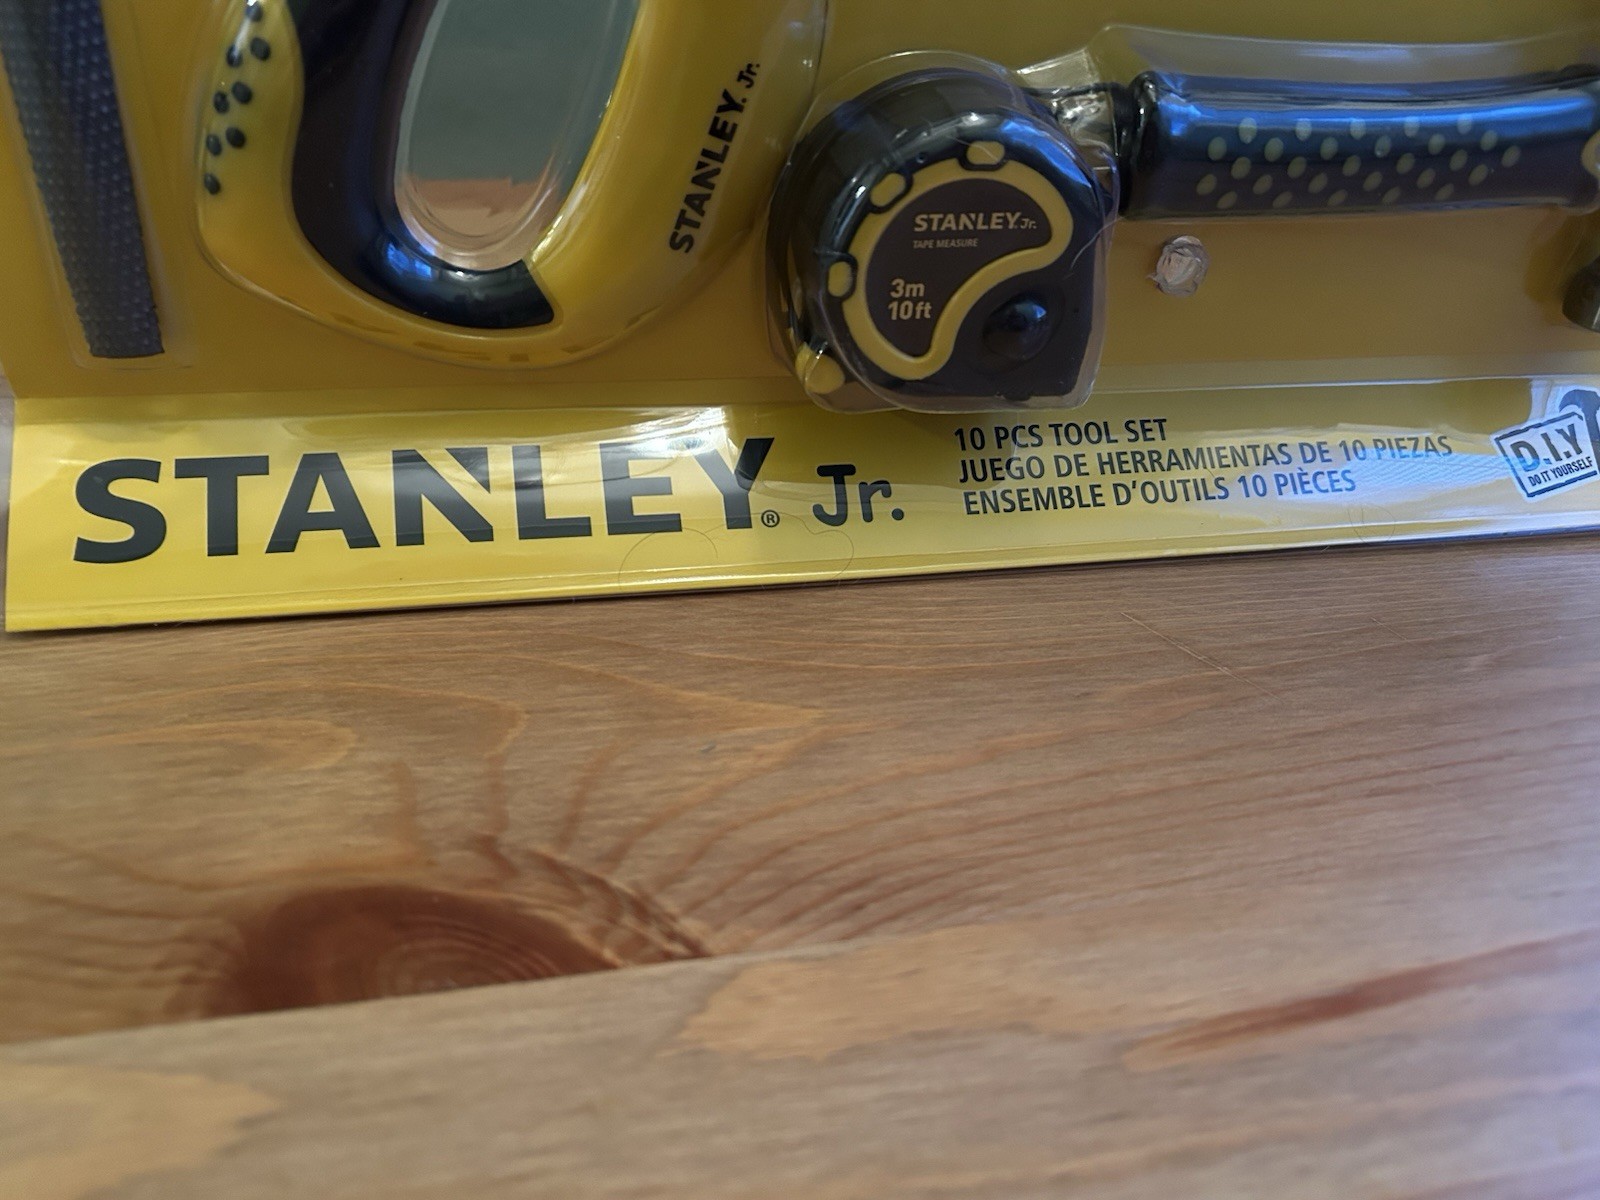 STANLEY. Jr.
STANLEY. Jr.
TAPE MEASURE
3m
10ft
STANLEY® Jr.
10 PCS TOOL SET
JUEGO DE HERRAMIENTAS DE 10 PIEZAS
ENSEMBLE D'OUTILS 10 PIÈCES
D.I.Y
DO IT YOURSELF